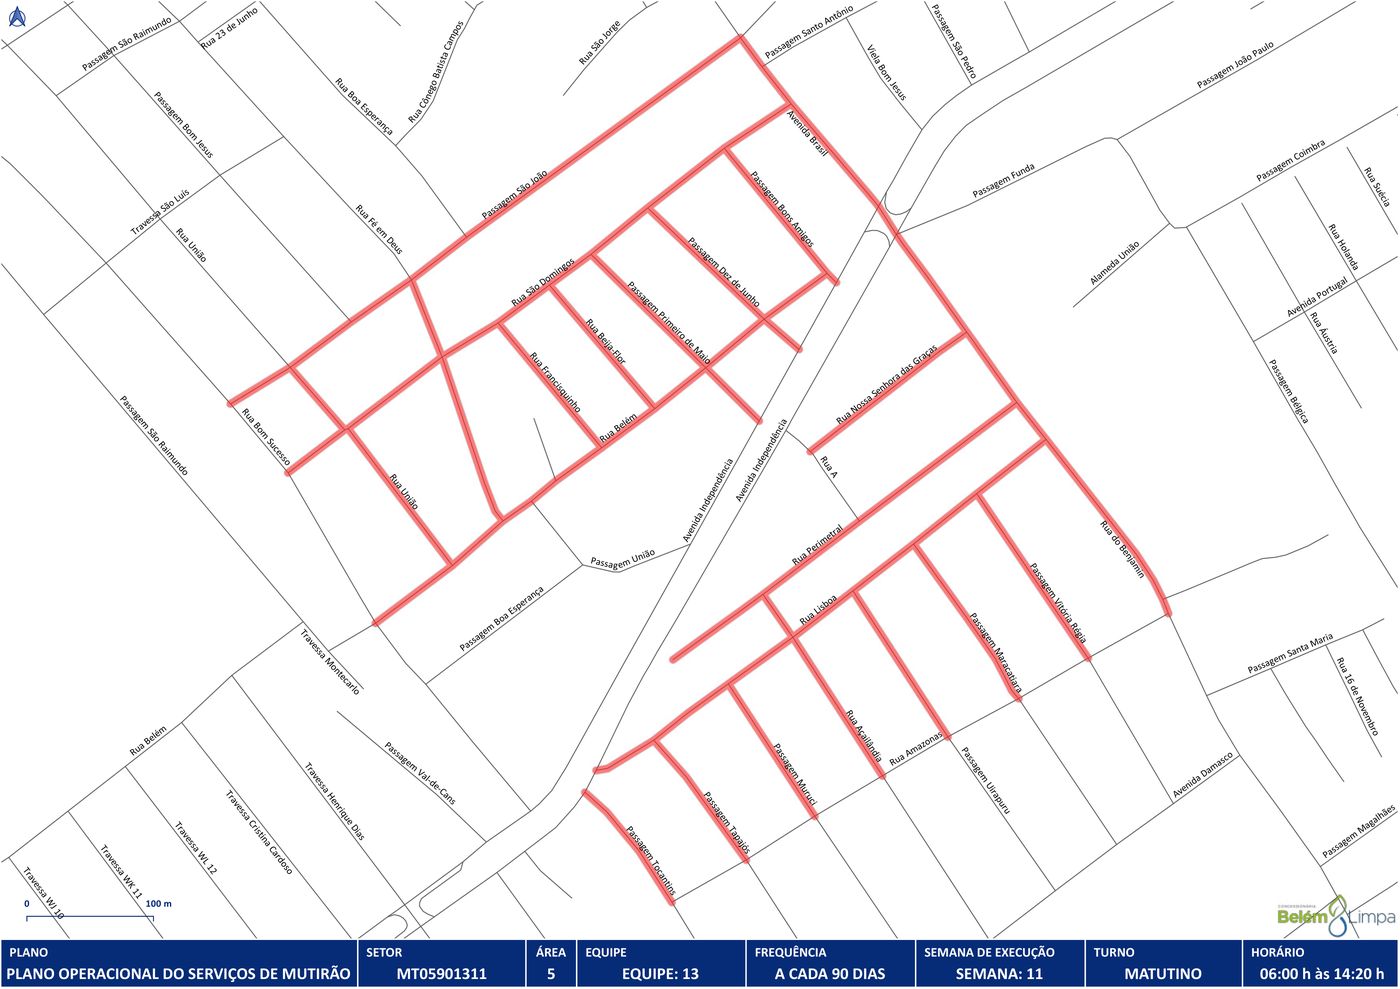 Passagem São Raimundo
Rua 23 de Junho
Rua Boa Esperança
Rua Cônego Batista Campos
Rua São Jorge
Passagem Santo Antônio
Viela Bom Jesus
Passagem São Pedro
Passagem João Paulo
Passagem Bom Jesus
Avenida Brasil
Passagem Funda
Passagem Coimbra
Rua Suécia
Travessa São Luís
Rua União
Rua Fé em Deus
Passagem São João
Passagem Bons Amigos
Alameda União
Rua Holanda
Avenida Portugal
Rua Áustria
Rua São Domingos
Passagem Dez de Junho
Passagem Primeiro de Maio
Rua Beija-Flor
Rua Francisquinho
Rua Nossa Senhora das Graças
Passagem Bélgica
Passagem São Raimundo
Rua Bom Sucesso
Rua Belém
Avenida Independência
Avenida Independência
Rua A
Rua União
Rua Perimetral
Rua do Benjamin
Passagem União
Passagem Boa Esperança
Rua Lisboa
Passagem Vitória Régia
Passagem Maracatiara
Travessa Montecarlo
Passagem Santa Maria
Rua 16 de Novembro
Rua Belém
Passagem Val-de-Cans
Rua Açailândia
Rua Amazonas
Passagem Uirapuru
Avenida Damasco
Passagem Muruci
Passagem Tapajós
Passagem Tocantins
Travessa Henrique Dias
Travessa Cristina Cardoso
Travessa WL 12
Travessa WK 11
Travessa WJ 10
Passagem Magalhães
0 100 m
CONCESSIONÁRIA
Belém Limpa
PLANO
PLANO OPERACIONAL DO SERVIÇOS DE MUTIRÃO
SETOR
MT05901311
ÁREA
5
EQUIPE
EQUIPE: 13
FREQUÊNCIA
A CADA 90 DIAS
SEMANA DE EXECUÇÃO
SEMANA: 11
TURNO
MATUTINO
HORÁRIO
06:00 h às 14:20 h